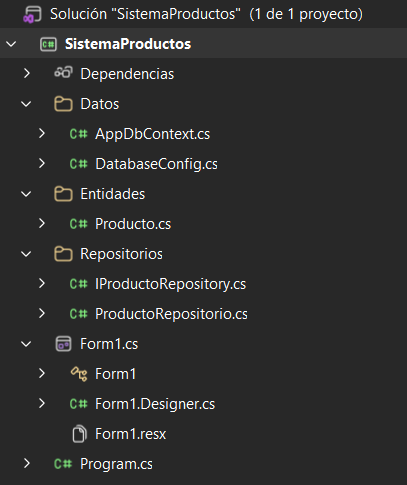 Solución "SistemaProductos" (1 de 1 proyecto)
C# SistemaProductos
Dependencias
Datos
C# AppDbContext.cs
C# DatabaseConfig.cs
Entidades
C# Producto.cs
Repositorios
C# IProductoRepository.cs
C# ProductoRepositorio.cs
Form1.cs
Form1
C# Form1.Designer.cs
Form1.resx
C# Program.cs